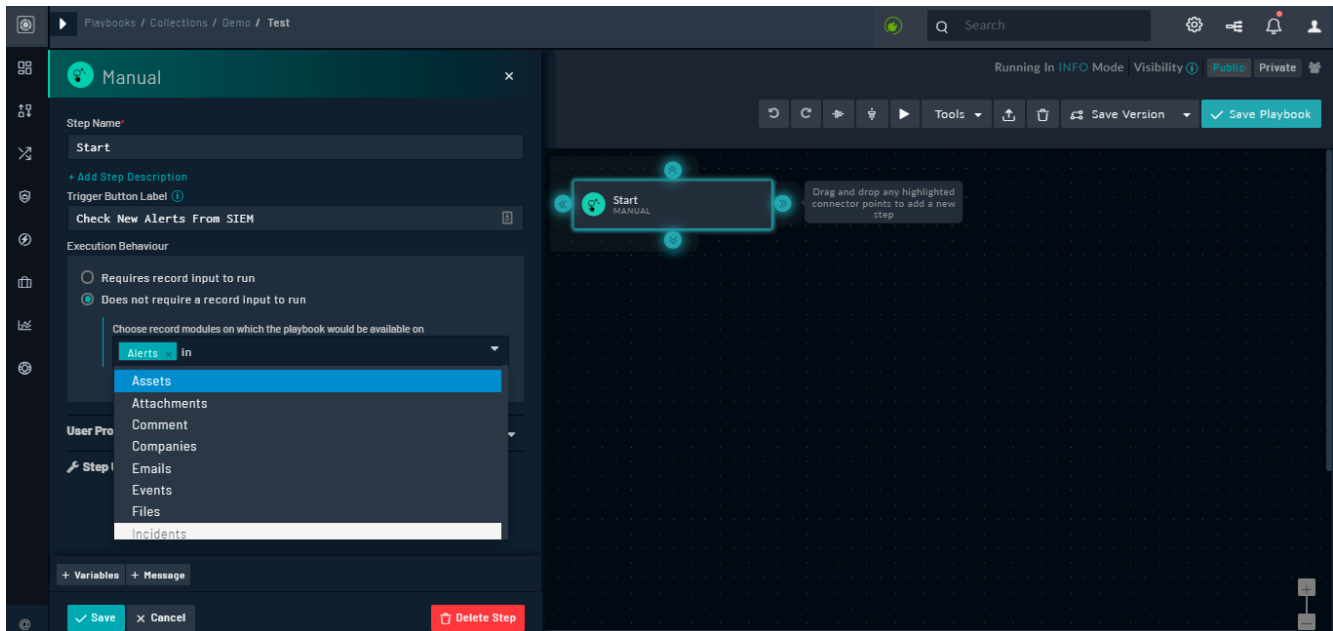 Playbooks / Collections / Demo / Test
Search
Manual
×
Running In INFO Mode Visibility Public Private
Step Name
Start
Tools
Save Version
Save Playbook
+ Add Step Description
Trigger Button Label
Check New Alerts From SIEM
Start
MANUAL
Drag and drop any highlighted
connector points to add a new
step
Execution Behaviour
Requires record input to run
Does not require a record input to run
Choose record modules on which the playbook would be available on
Alerts × in
Assets
Attachments
Comment
Companies
Emails
Events
Files
Incidents
User Pro
Step
+ Variables + Message
Save × Cancel
Delete Step
@